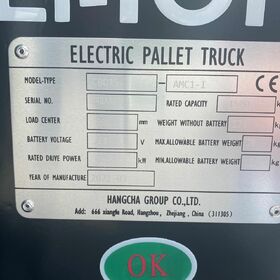 ELECTRIC PALLET TRUCK
MODEL-TYPE - AMC1-I CE
SERIAL NO. RATED CAPACITY
LOAD CENTER mm WEIGHT WITHOUT BATTERY
BATTERY VOLTAGE V MAX.ALLOWABLE BATTERY WEIGHT
RATED DRIVE POWER kW MIN.ALLOWABLE BATTERY WEIGHT
YEAR OF MANUFACTURE
HANGCHA GROUP CO.,LTD.
Add: 666 xiangfu Road, Hangzhou, Zhejiang, China (311305)
OK